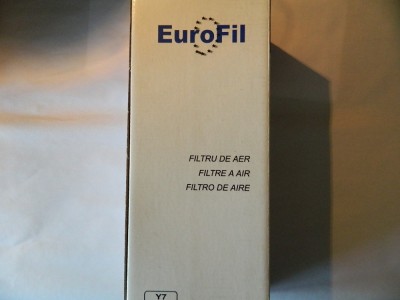 EuroFil
FILTRU DE AER
FILTRE A AIR
FILTRO DE AIRE
Y7